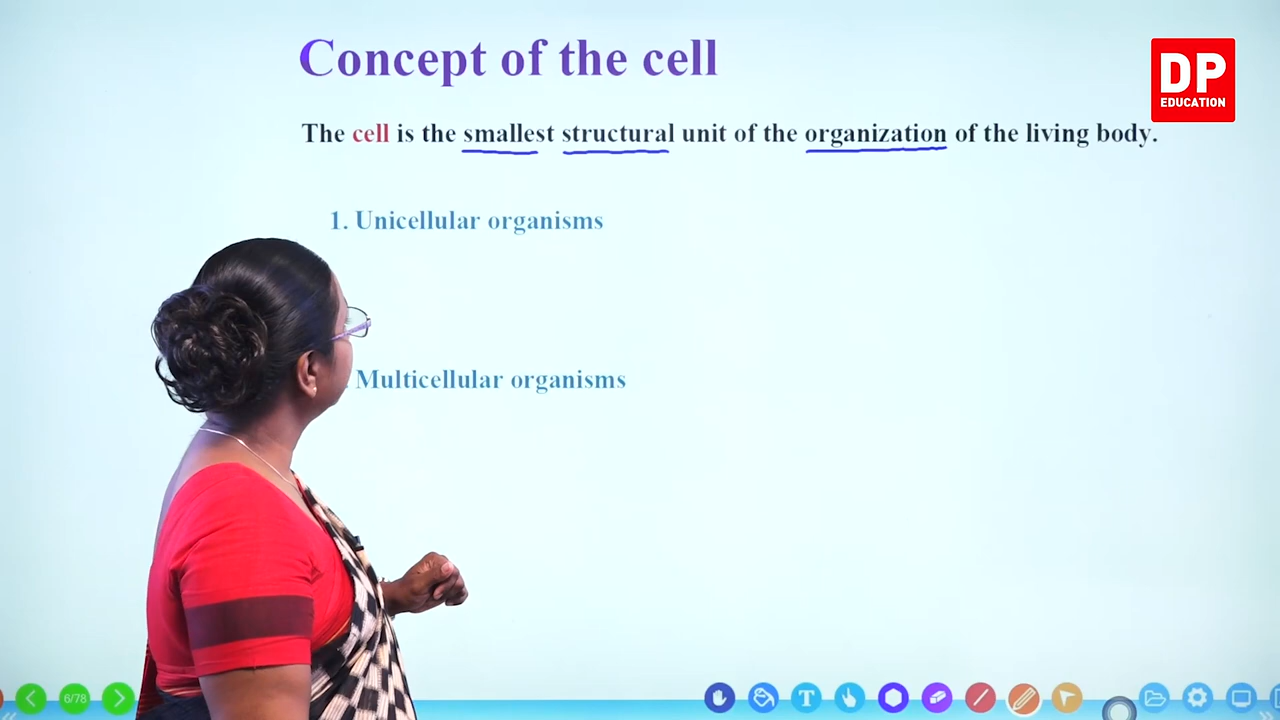 Concept of the cell
DP
EDUCATION
The cell is the smallest structural unit of the organization of the living body.
1. Unicellular organisms
Multicellular organisms
6/78
T